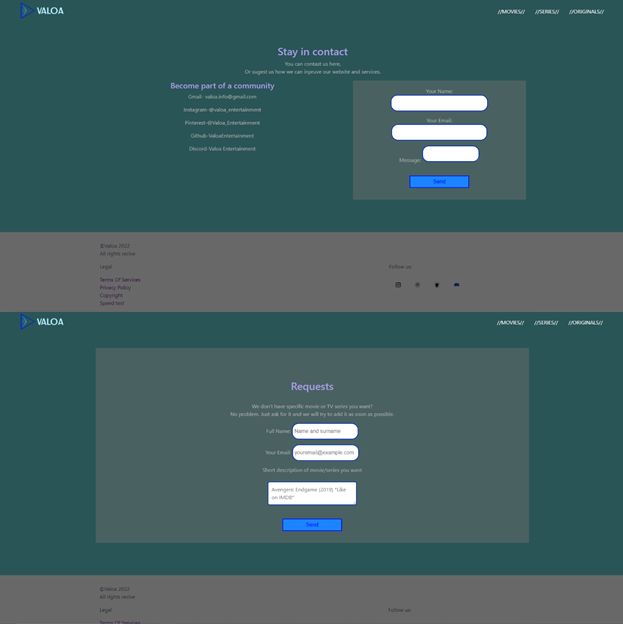 VALOA
//MOVIES// //SERIES// //ORIGINALS//
Stay in contact
You can contact us here,
Or sugest us how we can inprove our website and services.
Become part of a community
Gmail- valoa.info@gmail.com
Instagram-@valoa_entertainment
Pinterest-@Valoa_Entertainment
Github-ValoaEntertainment
Discord-Valoa Entertainment
Your Name:
Your Email:
Message:
Send
©Valoa 2022
All rights recive
Legal
Terms Of Services
Privacy Policy
Copyright
Speed test
Follow us:
VALOA
//MOVIES// //SERIES// //ORIGINALS//
Requests
We don't have specific movie or TV series you want?
No problem. Just ask for it and we will try to add it as soon as possible.
Full Name: Name and surname
Your Email: youremail@example.com
Short description of movie/series you want
Avengers: Endgame (2019) "Like
on IMDB"
Send
©Valoa 2022
All rights recive
Legal
Terms Of Services
Follow us: